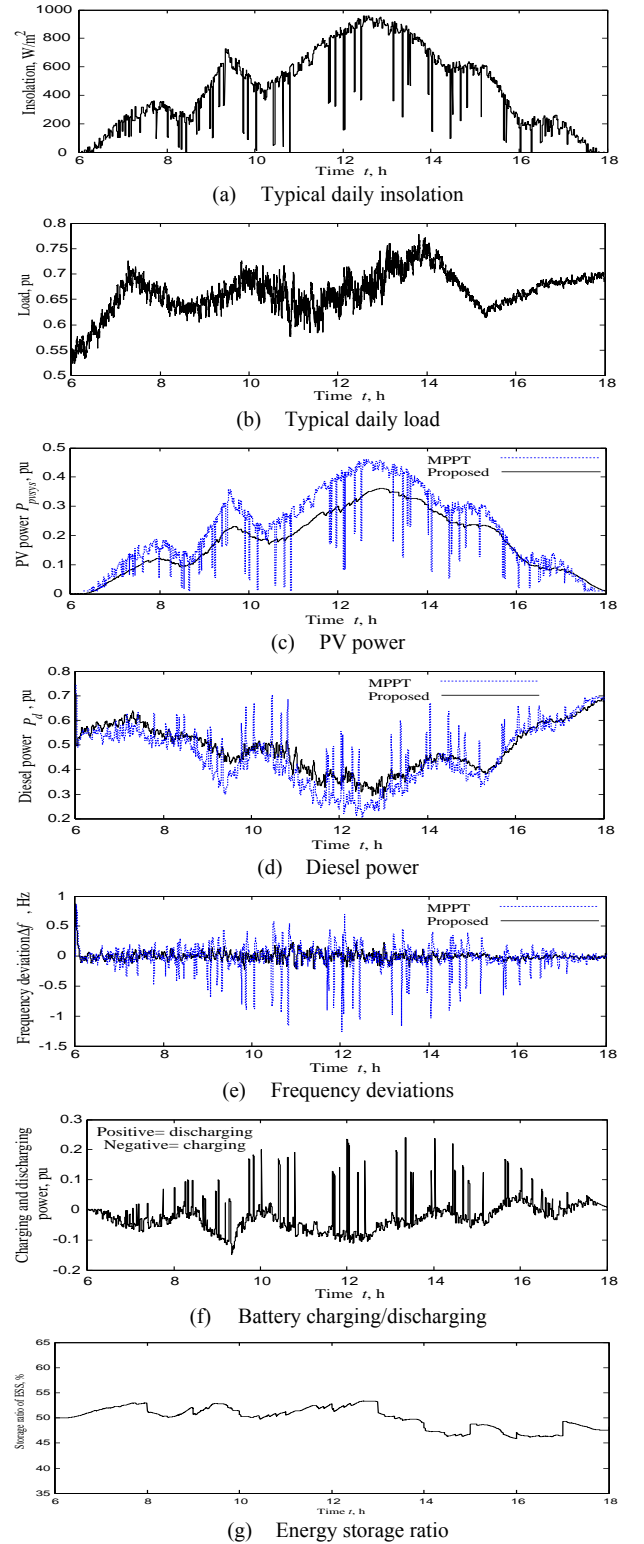 1000
800
600
400
200
0
Insolation, W/m²
6 8 10 12 14 16 18
Time t, h
(a) Typical daily insolation
0.8
0.75
0.7
0.65
0.6
0.55
0.5
Load, pu
6 8 10 12 14 16 18
Time t, h
(b) Typical daily load
0.5
0.4
0.3
0.2
0.1
0
PV power Ppvsys, pu
MPPT
Proposed
6 8 10 12 14 16 18
Time t, h
(c) PV power
0.8
0.7
0.6
0.5
0.4
0.3
0.2
Diesel power Pd, pu
MPPT
Proposed
6 8 10 12 14 16 18
Time t, h
(d) Diesel power
1
0.5
0
-0.5
-1
-1.5
Frequency deviationΔf , Hz
MPPT
Proposed
6 8 10 12 14 16 18
Time t, h
(e) Frequency deviations
0.3
0.2
0.1
0
-0.1
-0.2
Charging and discharging
power, pu
Positive= discharging
Negative= charging
6 8 10 12 14 16 18
Time t, h
(f) Battery charging/discharging
65
60
55
50
45
40
35
Storage ratio of ESS, %
6 8 10 12 14 16 18
Time t, h
(g) Energy storage ratio